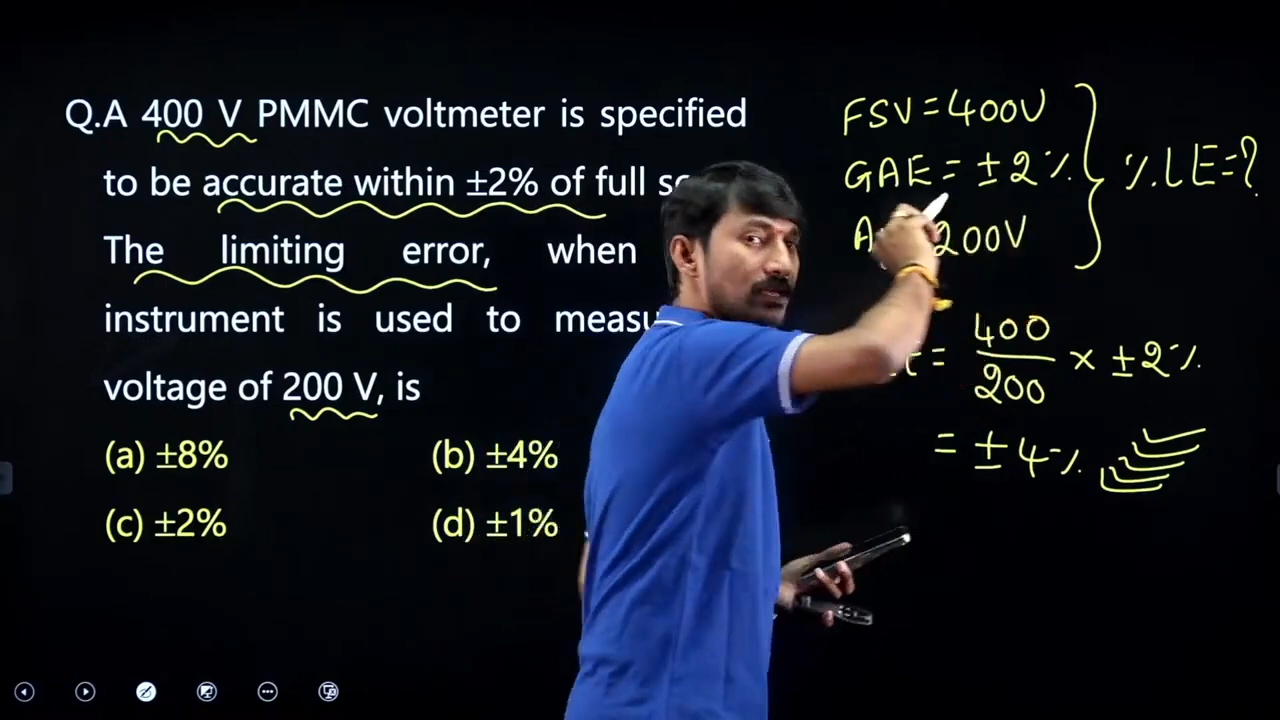 Q.A 400 V PMMC voltmeter is specified
to be accurate within ±2% of full
The limiting error, when
instrument is used to
voltage of 200 V, is
(a) ±8%
(b) ±4%
(c) ±2%
(d) ±1%
FSV = 400V
GAE = ±2%
200V
% LE = ?
= 400/200 × ±2%
= ±4%